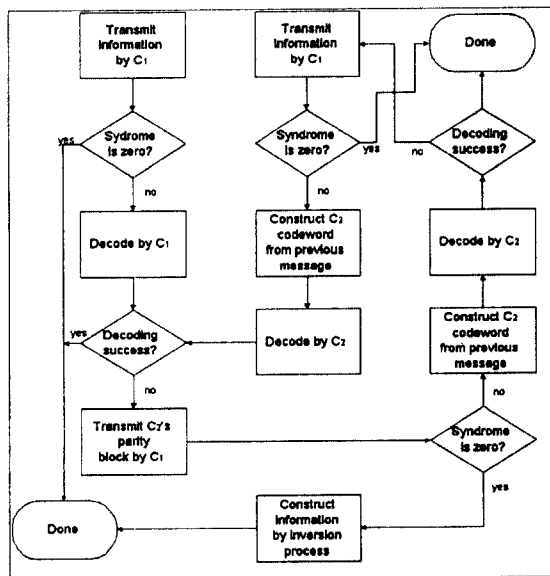 Transmit
information
by C1
Sydrome
is zero?
yes
no
Decode by C1
Decoding
success?
yes
no
Transmit C2's
parity
block by C1
Done
Transmit
information
by C1
Syndrome
is zero?
yes
no
Construct C2
codeword
from previous
message
Decode by C2
Construct
information
by inversion
process
Done
Decoding
success?
no
Decode by C2
Construct C2
codeword
from previous
message
no
Syndrome
is zero?
yes